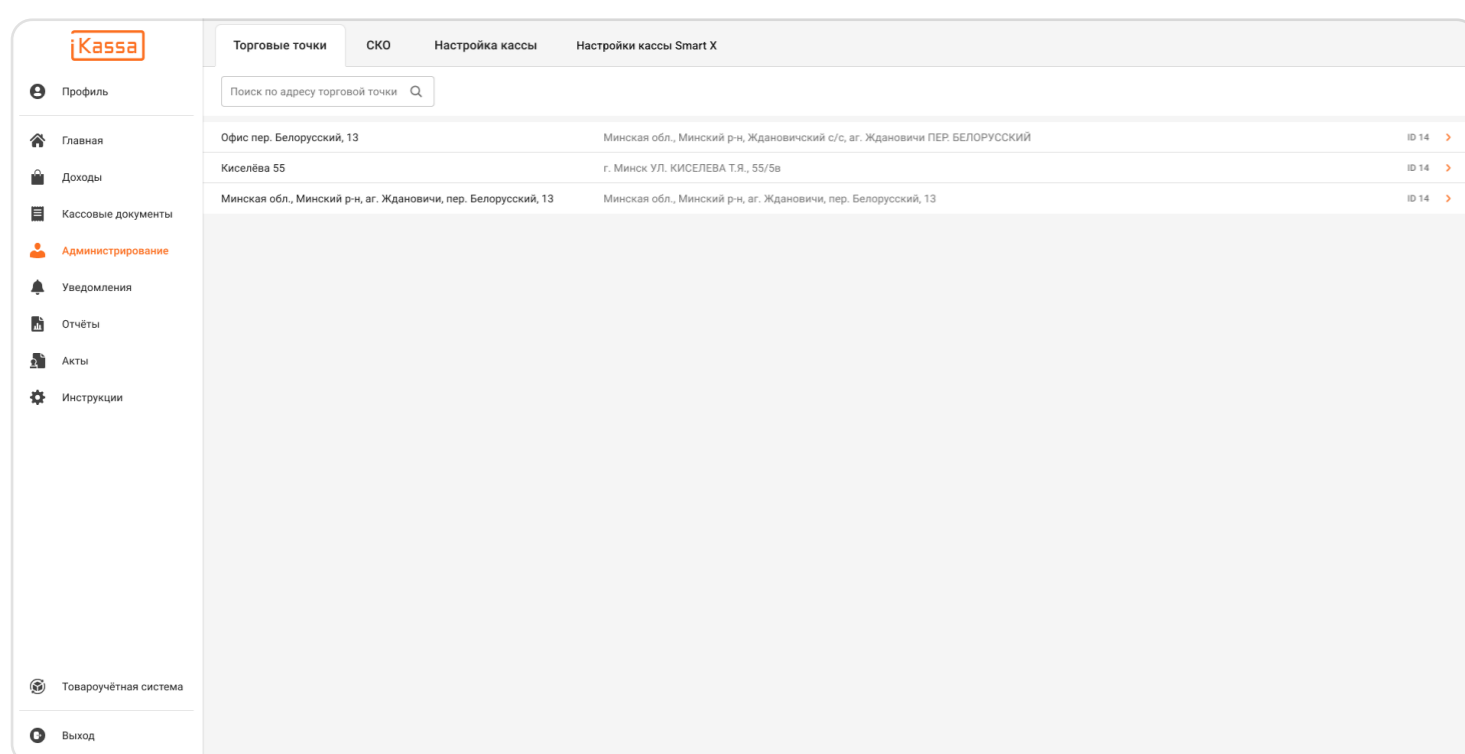 iKassa
Торговые точки СКО Настройка кассы Настройки кассы Smart X
Профиль
Поиск по адресу торговой точки
Главная
Доходы
Кассовые документы
Администрирование
Уведомления
Отчёты
Акты
Инструкции
Офис пер. Белорусский, 13 Минская обл., Минский р-н, Ждановичский с/с, аг. Ждановичи ПЕР. БЕЛОРУССКИЙ ID 14
Киселёва 55 г. Минск УЛ. КИСЕЛЕВА Т.Я., 55/5в ID 14
Минская обл., Минский р-н, аг. Ждановичи, пер. Белорусский, 13 Минская обл., Минский р-н, аг. Ждановичи, пер. Белорусский, 13 ID 14
Товароучётная система
Выход